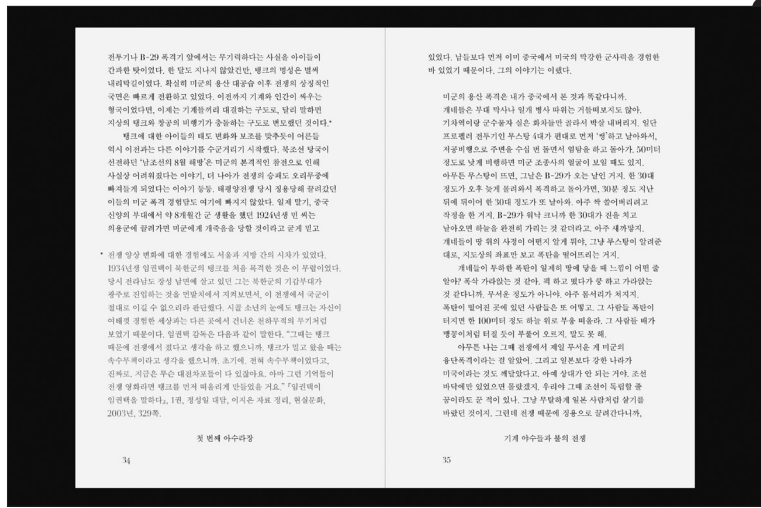 전투기나 B-29 폭격기 앞에서는 무기력하다는 사실을 아이들이
간과한 탓이었다. 한 달도 지나지 않았건만, 탱크의 명성은 벌써
내리막길이었다. 확실히 미군의 용산 대공습 이후 전쟁의 상징적인
국면은 빠르게 전환하고 있었다. 이전까지 기계와 인간이 싸우는
형국이었다면, 이제는 기계들끼리 대결하는 구도로, 달리 말하면
지상의 탱크와 창공의 비행기가 충돌하는 구도로 변모했던 것이다.*
탱크에 대한 아이들의 태도 변화와 보조를 맞추듯이 어른들
역시 이전과는 다른 이야기를 수군거리기 시작했다. 북조선 당국이
선전하던 ‘남조선의 8월 해방’은 미군의 본격적인 참전으로 인해
사실상 어려워졌다는 이야기, 더 나아가 전쟁의 승패도 오리무중에
빠지게 되었다는 이야기 등등. 태평양전쟁 당시 징용당해 끌려갔던
이들의 미군 폭격 경험담도 여기에 빠지지 않았다. 일제 말기, 중국
신양의 부대에서 약 8개월간 군 생활을 했던 1924년생 민 씨는
의용군에 끌려가면 미군에게 개죽음을 당할 것이라고 굳게 믿고
* 전쟁 양상 변화에 대한 경험에도 서울과 지방 간의 시차가 있었다.
1934년생 임권택이 북한군의 탱크를 처음 목격한 것은 이 무렵이었다.
당시 전라남도 장성 남면에 살고 있던 그는 북한군의 기갑부대가
광주로 진입하는 것을 먼발치에서 지켜보면서, 이 전쟁에서 국군이
절대로 이길 수 없으리라 판단했다. 시골 소년의 눈에도 탱크는 자신이
여태껏 경험한 세상과는 다른 곳에서 건너온 천하무적의 무기처럼
보였기 때문이다. 임권택 감독은 다음과 같이 말한다. “그때는 탱크
때문에 전쟁에서 졌다고 생각을 하고 했으니까. 탱크가 밀고 왔을 때는
속수무책이라고 생각을 했으니까. 초기에. 전혀 속수무책이었다고,
진짜로. 지금은 무슨 대전차포들이 다 있잖아요. 아마 그런 기억들이
전쟁 영화라면 탱크를 먼저 떠올리게 만들었을 거요.” 『임권택이
임권택을 말하다』, 1권, 정성일 대담, 이지은 자료 정리, 현실문화,
2003년, 329쪽.
첫 번째 아수라장
34
있었다. 남들보다 먼저 이미 중국에서 미국의 막강한 군사력을 경험한
바 있었기 때문이다. 그의 이야기는 이랬다.
미군의 용산 폭격은 내가 중국에서 본 것과 똑같다니까.
걔네들은 부대 막사나 일개 병사 따위는 거들떠보지도 않아.
기차역이랑 군수물자 실은 화차들만 골라서 박살 내버리지. 일단
프로펠러 전투기인 무스탕 4대가 편대로 먼저 ‘쌩’하고 날아와서,
저공비행으로 주변을 수십 번 돌면서 염탐을 하고 돌아가. 50미터
정도로 낮게 비행하면 미군 조종사의 얼굴이 보일 때도 있지.
아무튼 무스탕이 뜨면, 그날은 B-29가 오는 날인 거지. 한 30대
정도가 오후 늦게 몰려와서 폭격하고 돌아가면, 30분 정도 지난
뒤에 뒤이어 한 30대 정도가 또 날아와. 아주 싹 쓸어버리려고
작정을 한 거지. B-29가 워낙 크니까 한 30대가 진을 치고
날아오면 하늘을 완전히 가리는 것 같더라고. 아주 새까맣지.
걔네들이 땅 위의 사정이 어떤지 알게 뭐야, 그냥 무스탕이 알려준
대로, 지도상의 좌표만 보고 폭탄을 떨어뜨리는 거지.
걔네들이 투하한 폭탄이 일제히 땅에 닿을 때 느낌이 어떤 줄
알아? 폭삭 가라앉는 것 같아. 퍽 하고 떴다가 쿵 하고 가라앉는
것 같다니까. 무서운 정도가 아니야. 아주 몸서리가 쳐지지.
폭탄이 떨어진 곳에 있던 사람들은 또 어떻고. 그 사람들 폭탄이
터지면 한 100미터 정도 하늘 위로 부웅 떠올라. 그 사람들 배가
맹꽁이처럼 터질 듯이 부풀어 오르지, 말도 못 해.
아무튼 나는 그때 전쟁에서 제일 무서운 게 미군의
융단폭격이라는 걸 알았어. 그리고 일본보다 강한 나라가
미국이라는 것도 깨달았다고. 아예 상대가 안 되는 거야. 조선
바닥에만 있었으면 몰랐겠지. 우리야 그때 조선이 독립할 줄
꿈이라도 꾼 적이 있나. 그냥 무탈하게 일본 사람처럼 살기를
바랐던 것이지, 그런데 전쟁 때문에 징용으로 끌려간다니까,
기계 야수들과 불의 전쟁
35